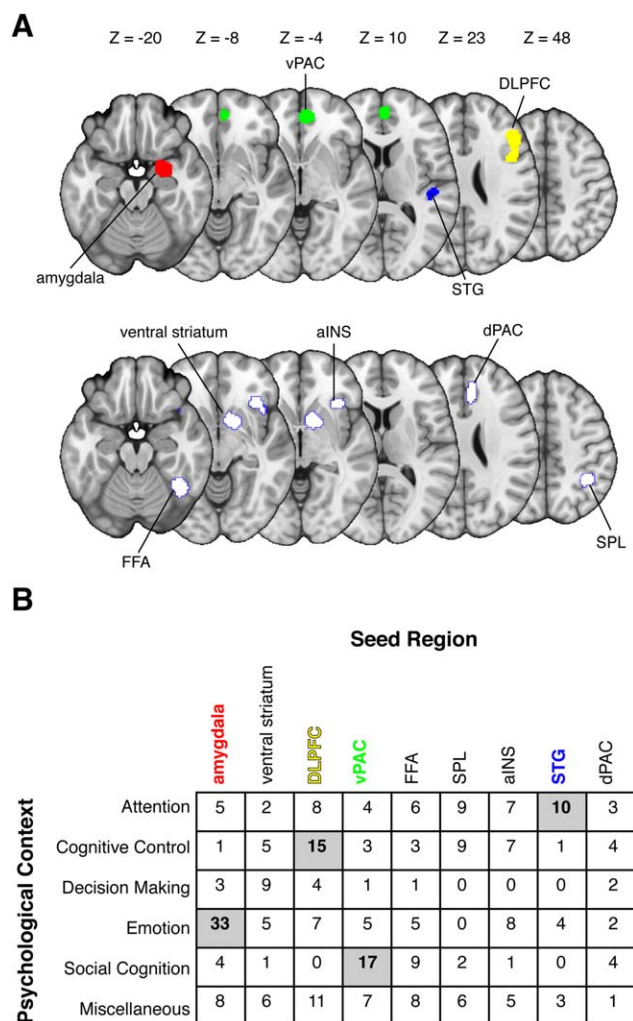 A
Z = -20 Z = -8 Z = -4 Z = 10 Z = 23 Z = 48
vPAC
DLPFC
amygdala
STG
ventral striatum aINS dPAC
FFA
SPL
B
Seed Region
amygdala ventral striatum DLPFC vPAC FFA SPL aINS STG dPAC
Psychological Context
Attention 5 2 8 4 6 9 7 10 3
Cognitive Control 1 5 15 3 3 9 7 1 4
Decision Making 3 9 4 1 1 0 0 0 2
Emotion 33 5 7 5 5 0 8 4 2
Social Cognition 4 1 0 17 9 2 1 0 4
Miscellaneous 8 6 11 7 8 6 5 3 1